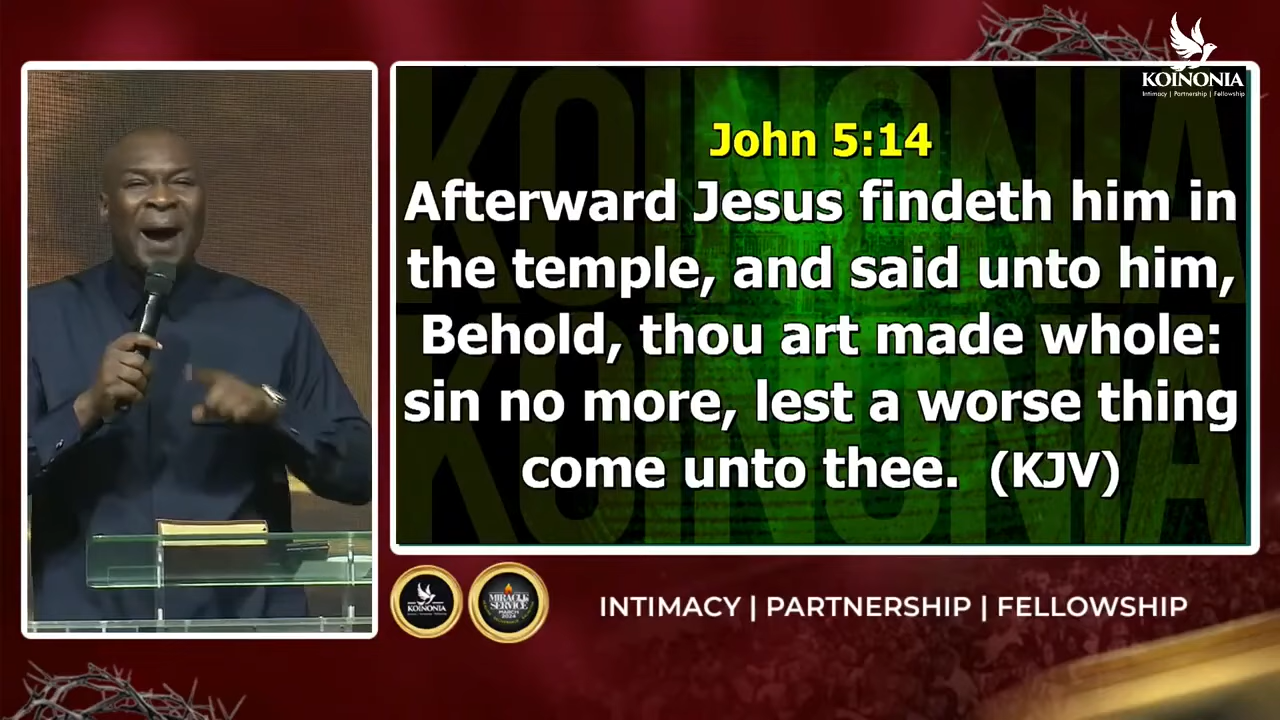 KOINONIA
Intimacy | Partnership | Fellowship
John 5:14
Afterward Jesus findeth him in
the temple, and said unto him,
Behold, thou art made whole:
sin no more, lest a worse thing
come unto thee. (KJV)
KOINONIA
MIRACLE
SERVICE
MARCH
2024
INTIMACY | PARTNERSHIP | FELLOWSHIP